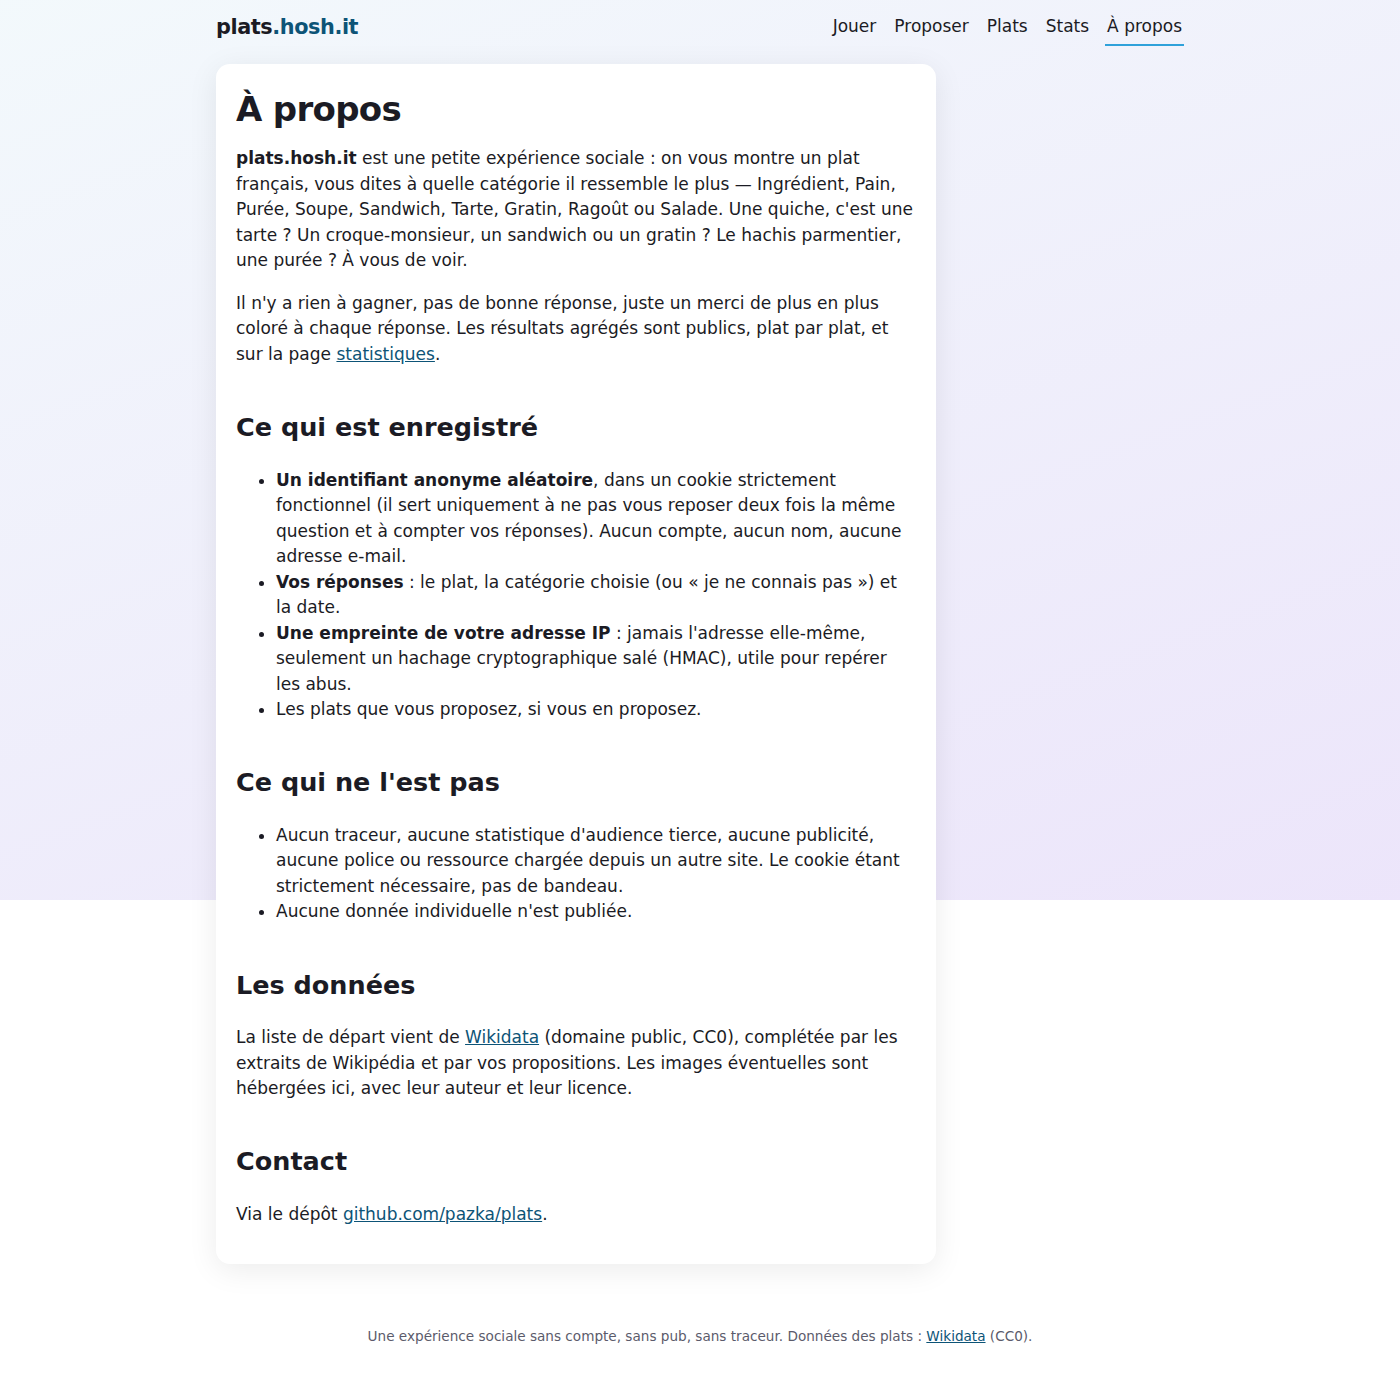 plats.hosh.it
Jouer Proposer Plats Stats À propos
À propos
plats.hosh.it est une petite expérience sociale : on vous montre un plat
français, vous dites à quelle catégorie il ressemble le plus — Ingrédient, Pain,
Purée, Soupe, Sandwich, Tarte, Gratin, Ragoût ou Salade. Une quiche, c'est une
tarte ? Un croque-monsieur, un sandwich ou un gratin ? Le hachis parmentier,
une purée ? À vous de voir.
Il n'y a rien à gagner, pas de bonne réponse, juste un merci de plus en plus
coloré à chaque réponse. Les résultats agrégés sont publics, plat par plat, et
sur la page statistiques.
Ce qui est enregistré
• Un identifiant anonyme aléatoire, dans un cookie strictement
fonctionnel (il sert uniquement à ne pas vous reposer deux fois la même
question et à compter vos réponses). Aucun compte, aucun nom, aucune
adresse e-mail.
• Vos réponses : le plat, la catégorie choisie (ou « je ne connais pas ») et
la date.
• Une empreinte de votre adresse IP : jamais l'adresse elle-même,
seulement un hachage cryptographique salé (HMAC), utile pour repérer
les abus.
• Les plats que vous proposez, si vous en proposez.
Ce qui ne l'est pas
• Aucun traceur, aucune statistique d'audience tierce, aucune publicité,
aucune police ou ressource chargée depuis un autre site. Le cookie étant
strictement nécessaire, pas de bandeau.
• Aucune donnée individuelle n'est publiée.
Les données
La liste de départ vient de Wikidata (domaine public, CC0), complétée par les
extraits de Wikipédia et par vos propositions. Les images éventuelles sont
hébergées ici, avec leur auteur et leur licence.
Contact
Via le dépôt github.com/pazka/plats.
Une expérience sociale sans compte, sans pub, sans traceur. Données des plats : Wikidata (CC0).